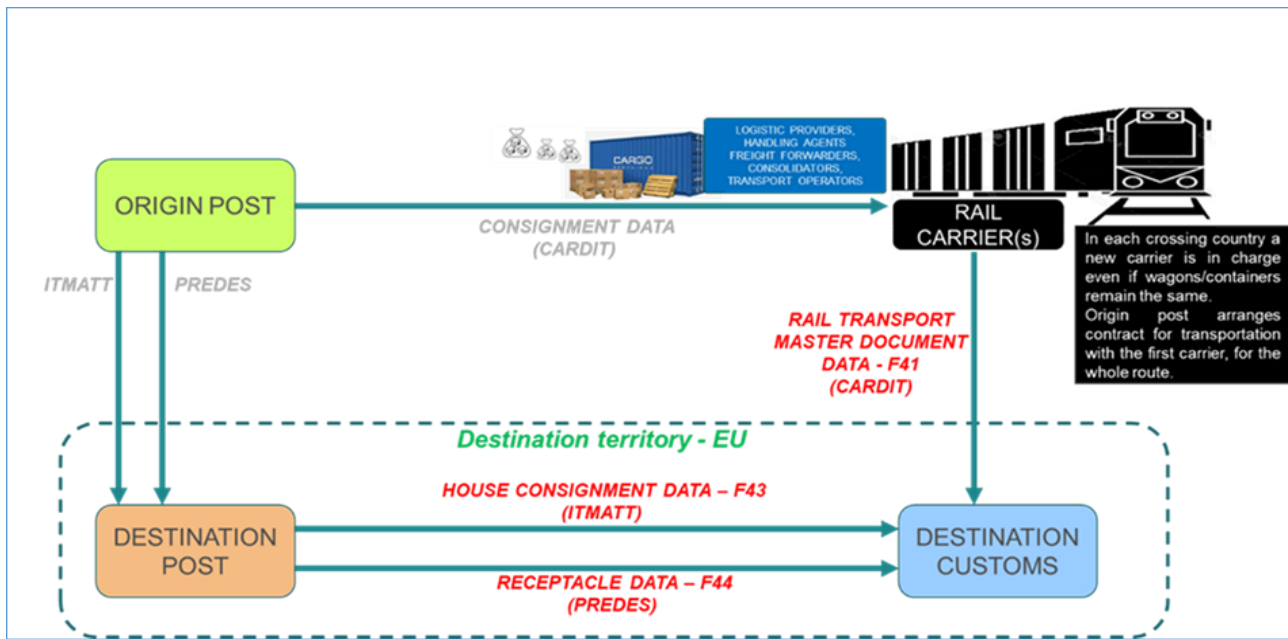 LOGISTIC PROVIDERS,
HANDLING AGENTS
FREIGHT FORWARDERS,
CONSOLIDATORS,
TRANSPORT OPERATORS
CARGO
ORIGIN POST
CONSIGNMENT DATA
(CARDIT)
RAIL
CARRIER(s)
In each crossing country a
new carrier is in charge
even if wagons/containers
remain the same.
Origin post arranges
contract for transportation
with the first carrier, for the
whole route.
ITMATT
PREDES
RAIL TRANSPORT
MASTER DOCUMENT
DATA - F41
(CARDIT)
Destination territory - EU
HOUSE CONSIGNMENT DATA – F43
(ITMATT)
DESTINATION
POST
DESTINATION
CUSTOMS
RECEPTACLE DATA – F44
(PREDES)